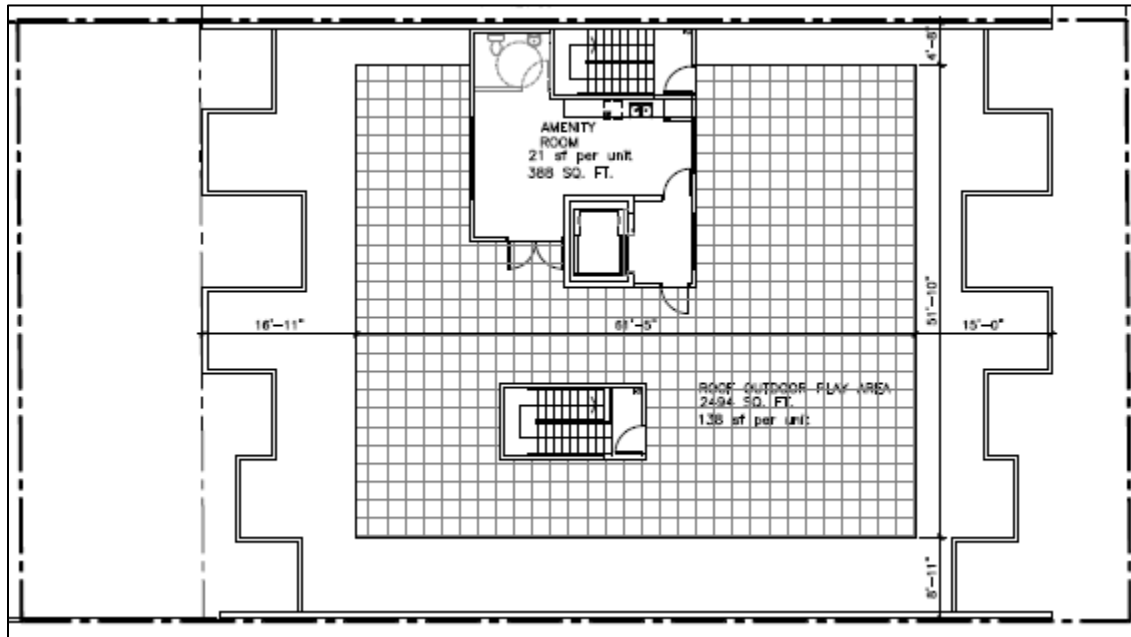 4'-8"
AMENITY
ROOM
21 sf per unit
388 SQ. FT.
51'-10"
16'-11"
61'-5"
15'-0"
ROOF OUTDOOR PLAY AREA
2494 SQ. FT.
138 sf per unit
8'-11"